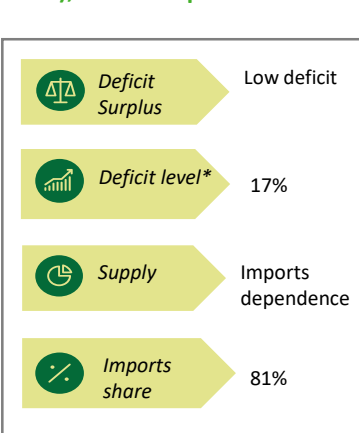 Deficit
Surplus
Low deficit
Deficit level*
17%
Supply
Imports
dependence
Imports
share
81%